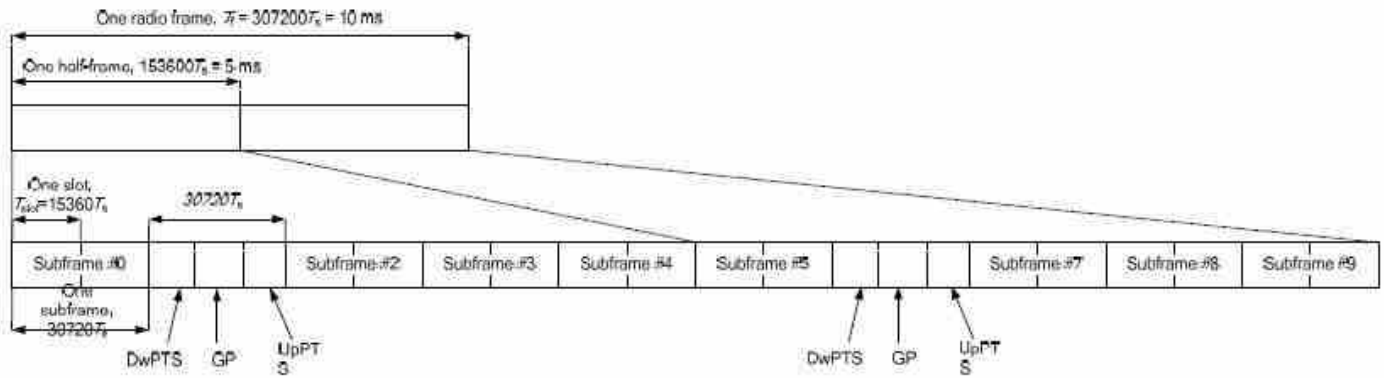 One radio frame, Tf = 307200Ts = 10 ms
One half-frame, 153600Ts = 5 ms
One slot,
Tslot=15360Ts
30720Ts
Subframe #0
Subframe #2
Subframe #3
Subframe #4
Subframe #5
Subframe #7
Subframe #8
Subframe #9
One
subframe,
30720Ts
DwPTS
GP
UpPT
S
DwPTS
GP
UpPT
S